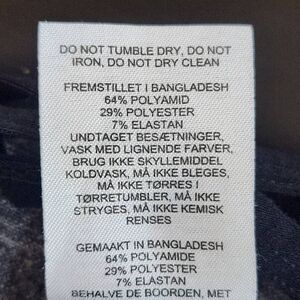 DO NOT TUMBLE DRY, DO NOT
IRON, DO NOT DRY CLEAN
FREMSTILLET I BANGLADESH
64% POLYAMID
29% POLYESTER
7% ELASTAN
UNDTAGET BESÆTNINGER,
VASK MED LIGNENDE FARVER,
BRUG IKKE SKYLLEMIDDEL
KOLDVASK, MÅ IKKE BLEGES,
MÅ IKKE TØRRES I
TØRRETUMBLER, MÅ IKKE
STRYGES, MÅ IKKE KEMISK
RENSES
GEMAAKT IN BANGLADESH
64% POLYAMIDE
29% POLYESTER
7% ELASTAN
BEHALVE DE BOORDEN, MET